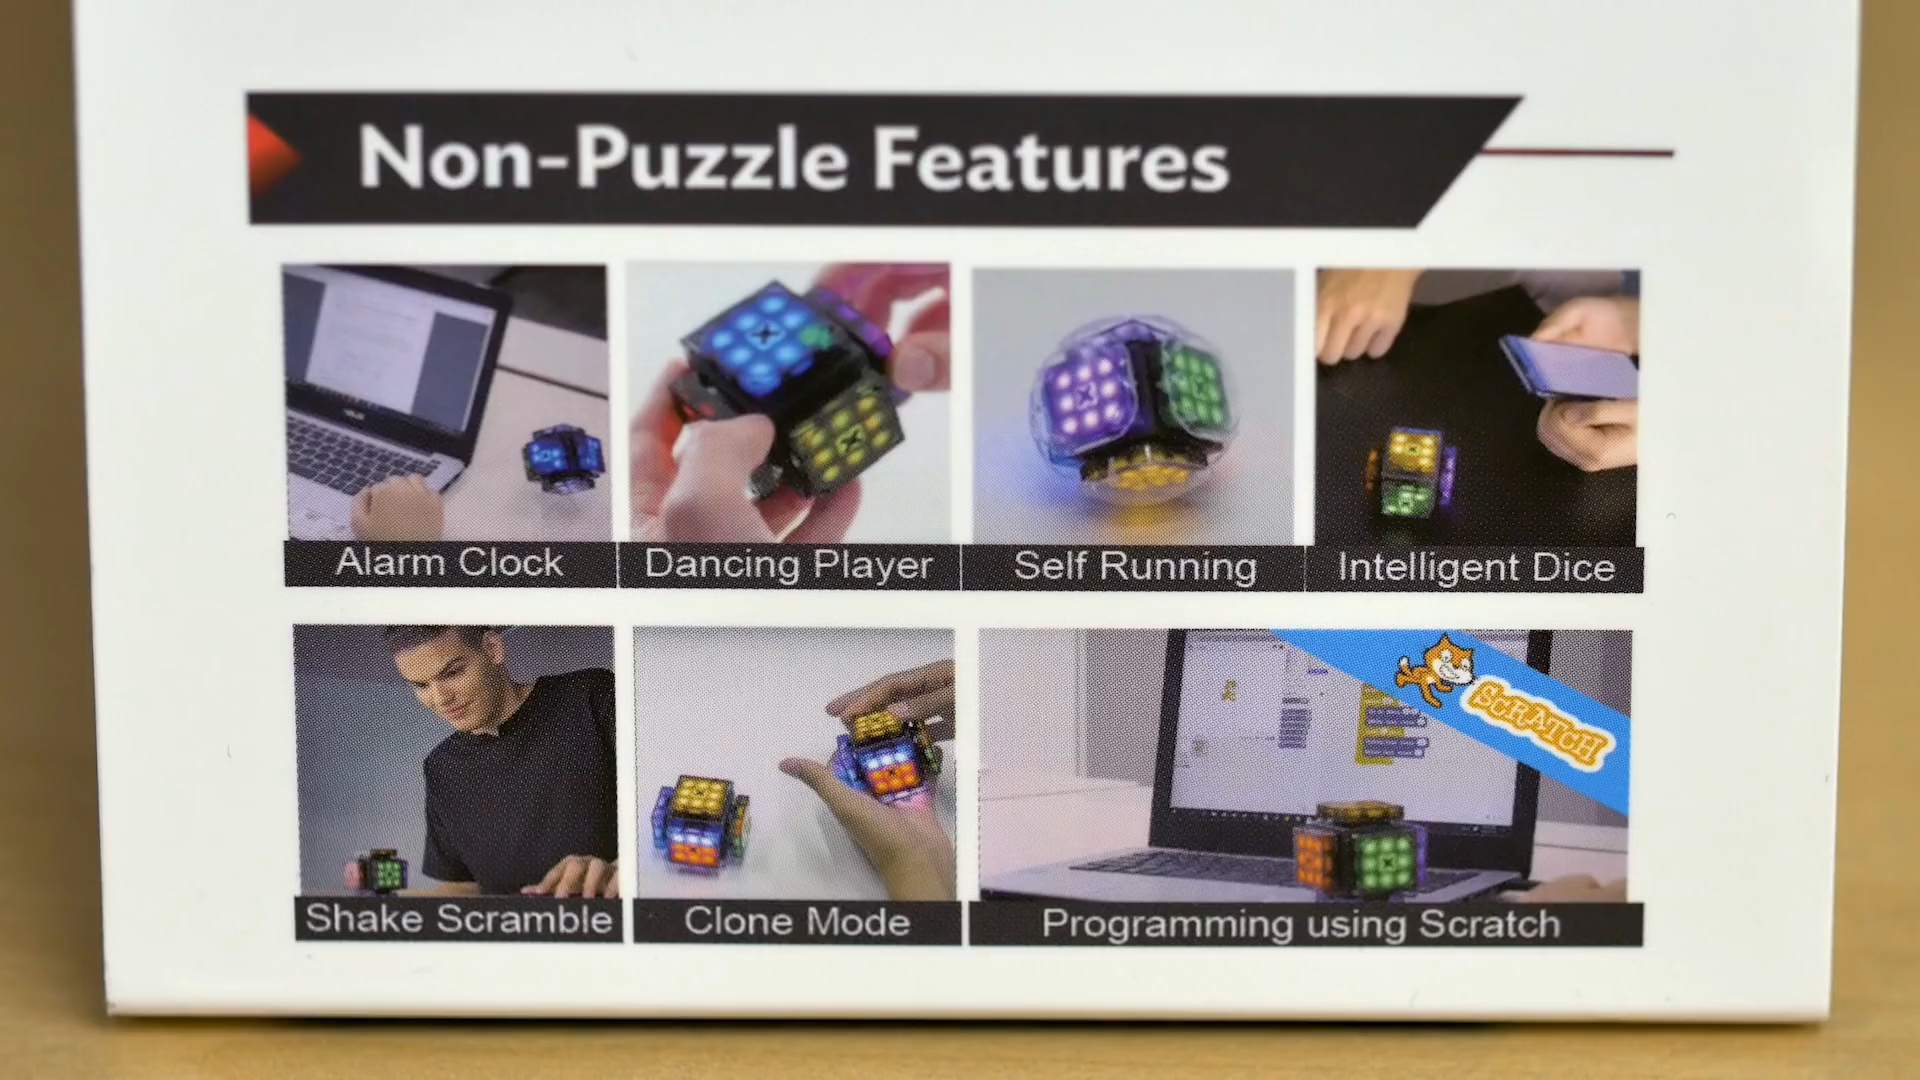 Non-Puzzle Features
Alarm Clock
Dancing Player
Self Running
Intelligent Dice
SCRATCH
Shake Scramble
Clone Mode
Programming using Scratch